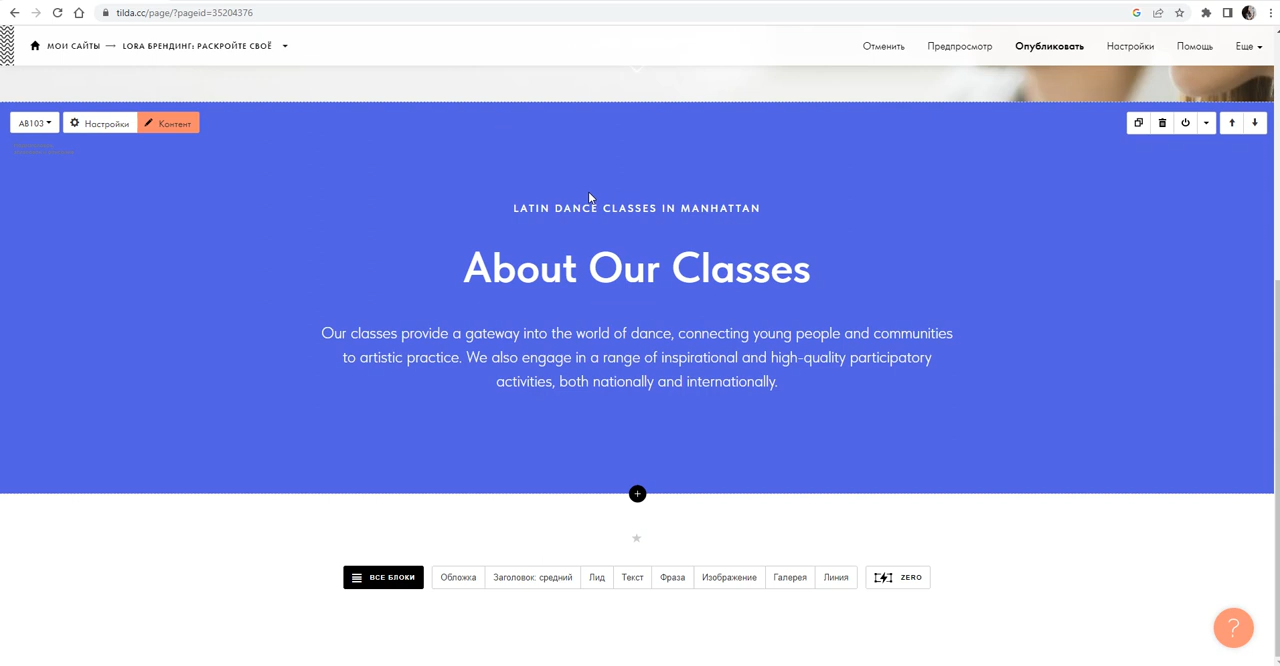 tilda.cc/page/?pageid=35204376
МОИ САЙТЫ → LORA БРЕНДИНГ: РАСКРОЙТЕ СВОЁ
Отменить Предпросмотр Опубликовать Настройки Помощь Еще
AB103 Настройки Контент
LATIN DANCE CLASSES IN MANHATTAN
About Our Classes
Our classes provide a gateway into the world of dance, connecting young people and communities
to artistic practice. We also engage in a range of inspirational and high-quality participatory
activities, both nationally and internationally.
ВСЕ БЛОКИ Обложка Заголовок: средний Лид Текст Фраза Изображение Галерея Линия ZERO
?